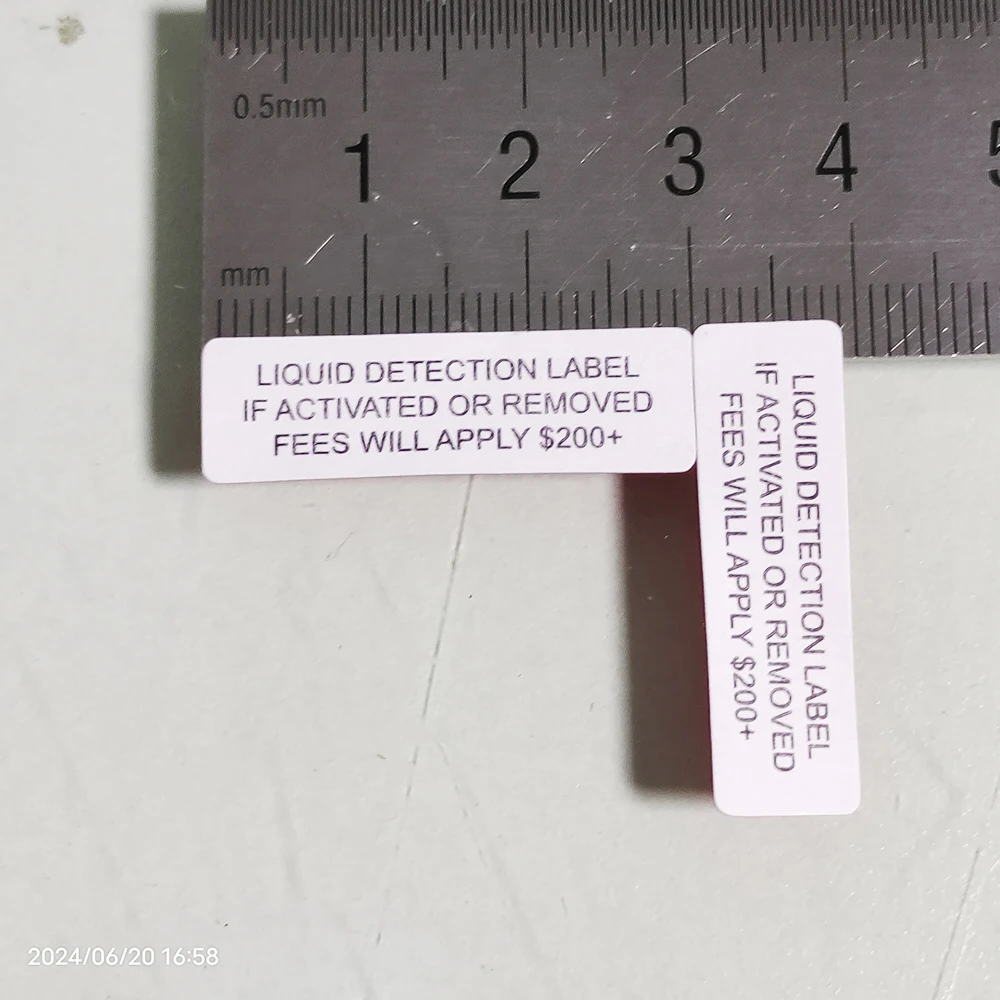 0.5mm
1 2 3 4 5
mm
LIQUID DETECTION LABEL
IF ACTIVATED OR REMOVED
FEES WILL APPLY $200+
LIQUID DETECTION LABEL
IF ACTIVATED OR REMOVED
FEES WILL APPLY $200+
2024/06/20 16:58